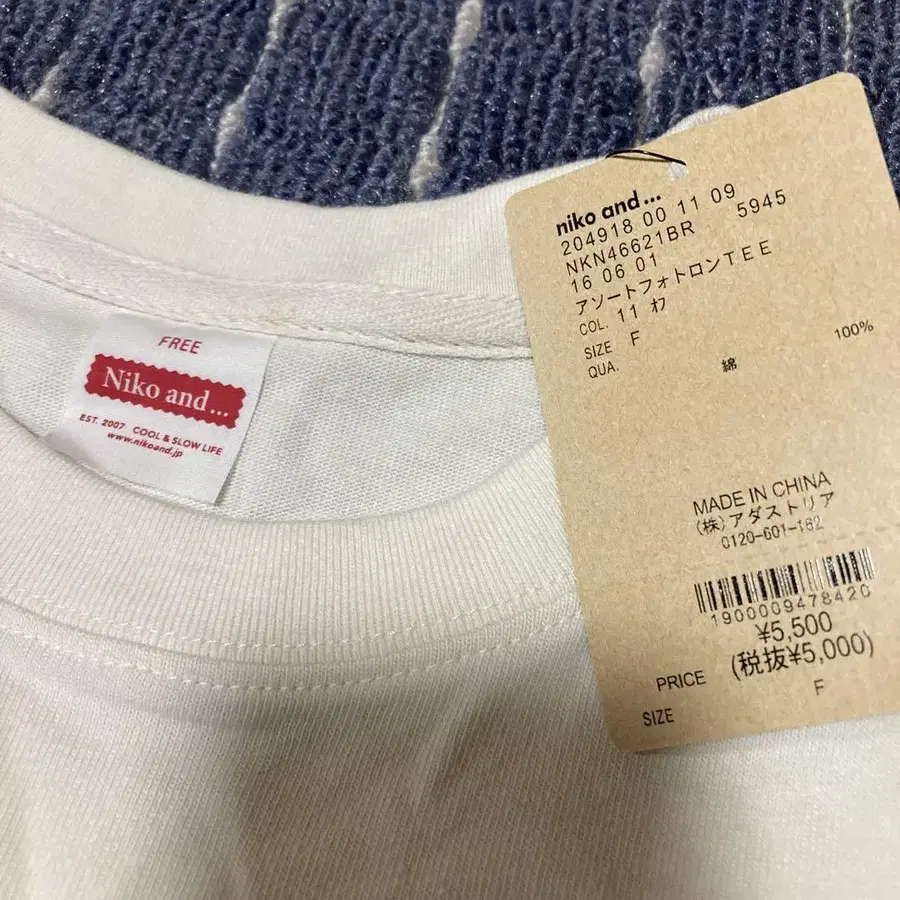 FREE
Niko and...
EST. 2007 COOL & SLOW LIFE
www.nikoand.jp
niko and...
204918 00 11 09
NKN46621BR 5945
16 06 01
アソートフォトロンTEE
COL. 11 ｵﾌ
SIZE F
QUA. 綿 100%
MADE IN CHINA
(株)アダストリア
0120-601-162
1900009478420
¥5,500
(税抜¥5,000)
PRICE
SIZE F